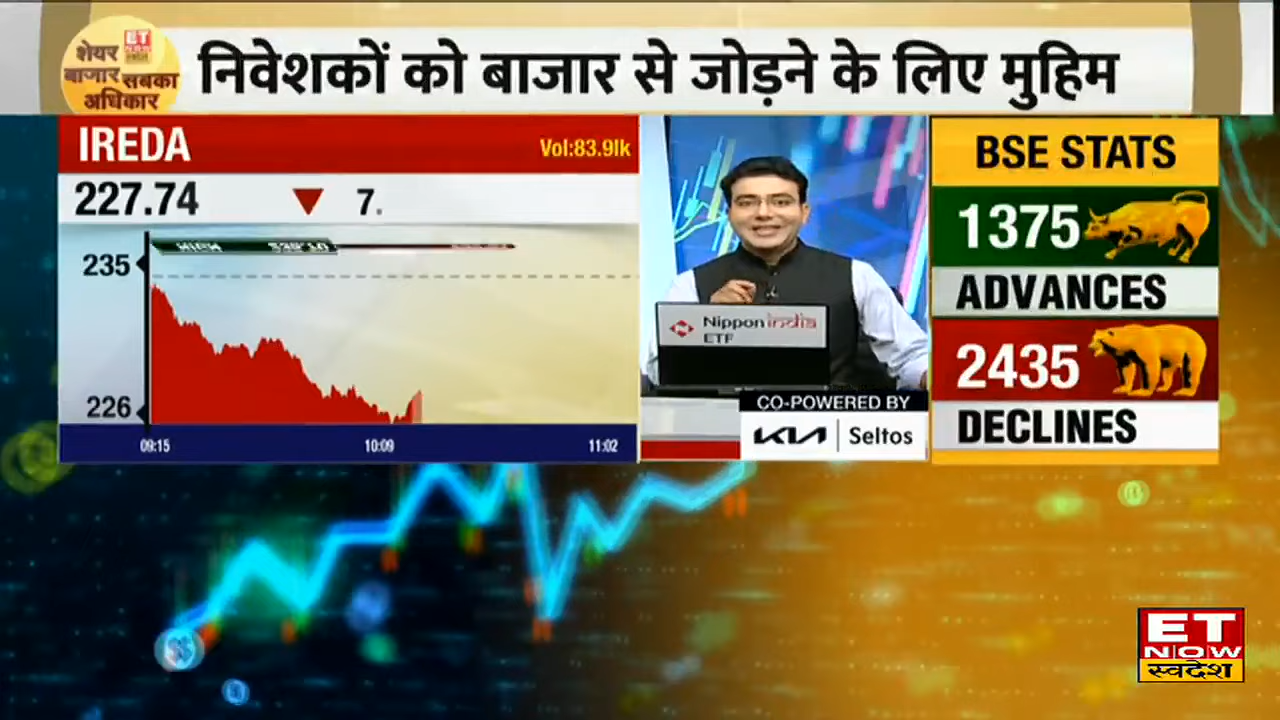 शेयर
बाजार सबका
अधिकार
ET
NOW
निवेशकों को बाजार से जोड़ने के लिए मुहिम
IREDA
Vol:83.9lk
227.74
7.
235
226
09:15
10:09
11:02
Nippon india
ETF
CO-POWERED BY
KIA
Seltos
BSE STATS
1375
ADVANCES
2435
DECLINES
ET
NOW
स्वदेश